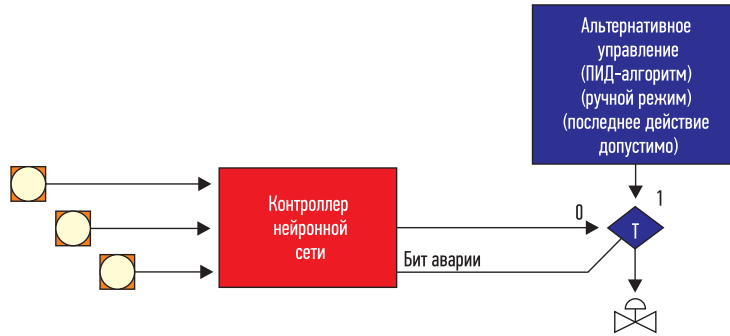 Альтернативное
управление
(ПИД-алгоритм)
(ручной режим)
(последнее действие
допустимо)
1
0
Контроллер
нейронной
сети
T
Бит аварии